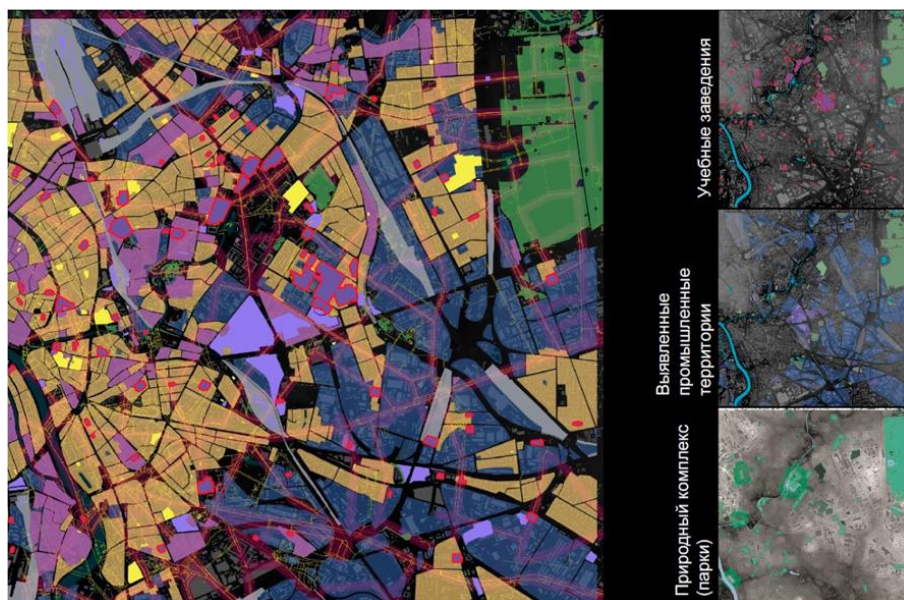 Учебные заведения
Выявленные
промышленные
территории
Природный комплекс
(парки)